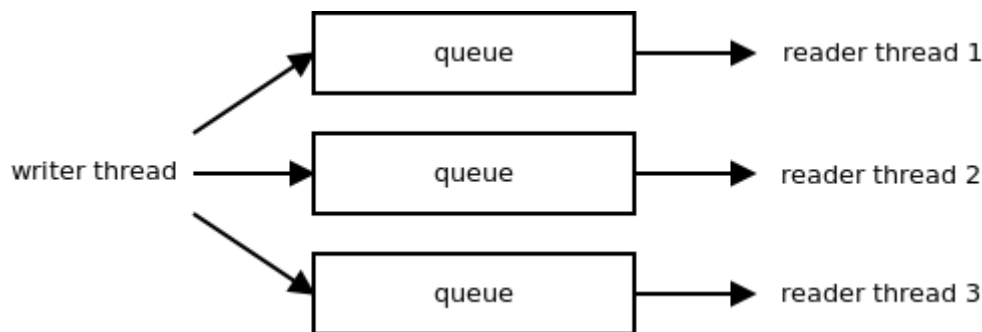 queue
reader thread 1
writer thread
queue
reader thread 2
queue
reader thread 3